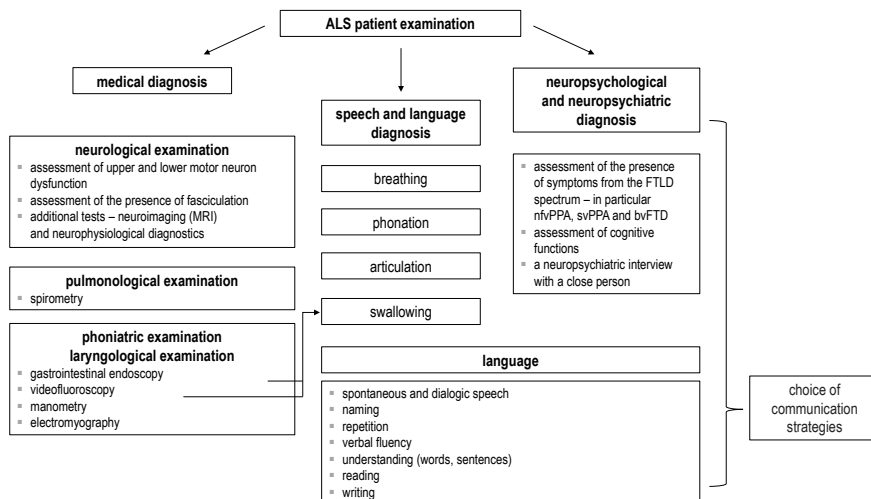 ALS patient examination
medical diagnosis
neurological examination
▪ assessment of upper and lower motor neuron
dysfunction
▪ assessment of the presence of fasciculation
▪ additional tests – neuroimaging (MRI)
and neurophysiological diagnostics
pulmonological examination
▪ spirometry
phoniatric examination
laryngological examination
▪ gastrointestinal endoscopy
▪ videofluoroscopy
▪ manometry
▪ electromyography
speech and language
diagnosis
breathing
phonation
articulation
swallowing
language
▪ spontaneous and dialogic speech
▪ naming
▪ repetition
▪ verbal fluency
▪ understanding (words, sentences)
▪ reading
▪ writing
neuropsychological
and neuropsychiatric
diagnosis
▪ assessment of the presence
of symptoms from the FTLD
spectrum – in particular
nfvPPA, svPPA and bvFTD
▪ assessment of cognitive
functions
▪ a neuropsychiatric interview
with a close person
choice of
communication
strategies